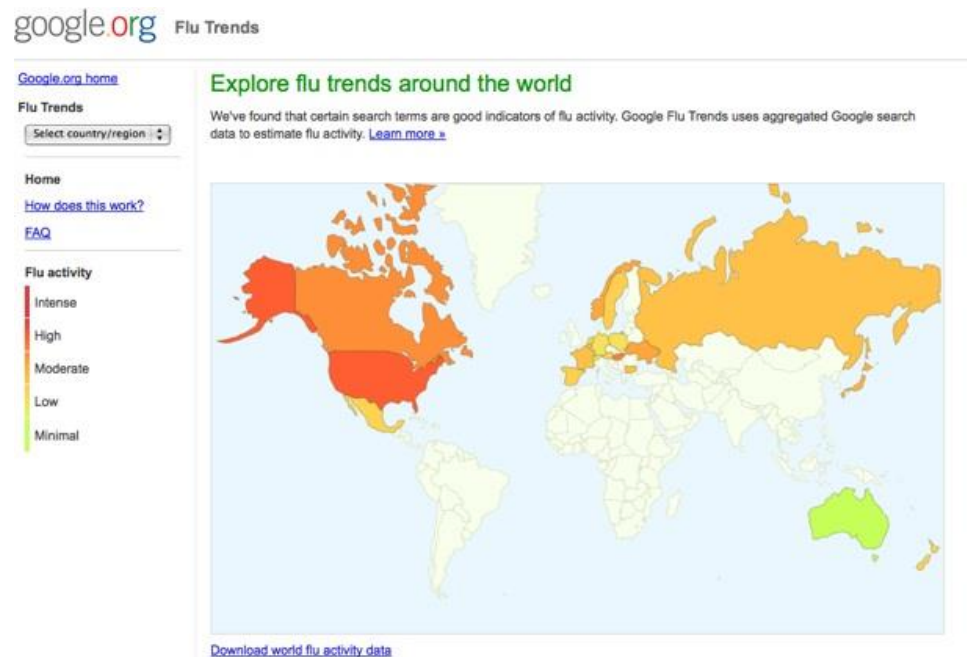 google.org Flu Trends
Google.org home
Flu Trends
Select country/region
Home
How does this work?
FAQ
Flu activity
Intense
High
Moderate
Low
Minimal
Explore flu trends around the world
We've found that certain search terms are good indicators of flu activity. Google Flu Trends uses aggregated Google search
data to estimate flu activity. Learn more »
Download world flu activity data